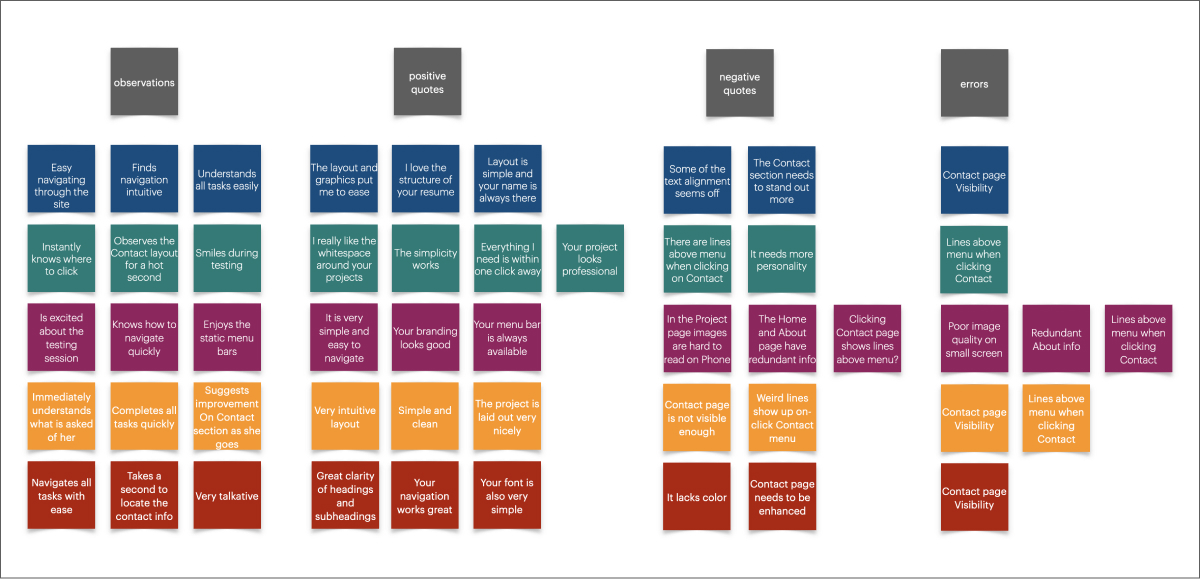 observations
positive
quotes
negative
quotes
errors
Easy
navigating
through the
site
Finds
navigation
intuitive
Understands
all tasks easily
The layout and
graphics put
me to ease
I love the
structure of
your resume
Layout is
simple and
your name is
always there
Some of the
text alignment
seems off
The Contact
section needs
to stand out
more
Contact page
Visibility
Instantly
knows where
to click
Observes the
Contact layout
for a hot
second
Smiles during
testing
I really like the
whitespace
around your
projects
The simplicity
works
Everything I
need is within
one click away
Your project
looks
professional
There are lines
above menu
when clicking
on Contact
It needs more
personality
Lines above
menu when
clicking
Contact
Is excited
about the
testing
session
Knows how to
navigate
quickly
Enjoys the
static menu
bars
It is very
simple and
easy to
navigate
Your branding
looks good
Your menu bar
is always
available
In the Project
page images
are hard to
read on Phone
The Home
and About
page have
redundant info
Clicking
Contact page
shows lines
above menu?
Poor image
quality on
small screen
Redundant
About info
Lines above
menu when
clicking
Contact
Immediately
understands
what is asked
of her
Completes all
tasks quickly
Suggests
improvement
On Contact
section as she
goes
Very intuitive
layout
Simple and
clean
The project is
laid out very
nicely
Contact page
is not visible
enough
Weird lines
show up on-
click Contact
menu
Contact page
Visibility
Lines above
menu when
clicking
Contact
Navigates all
tasks with
ease
Takes a
second to
locate the
contact info
Very talkative
Great clarity
of headings
and
subheadings
Your
navigation
works great
Your font is
also very
simple
It lacks color
Contact page
needs to be
enhanced
Contact page
Visibility